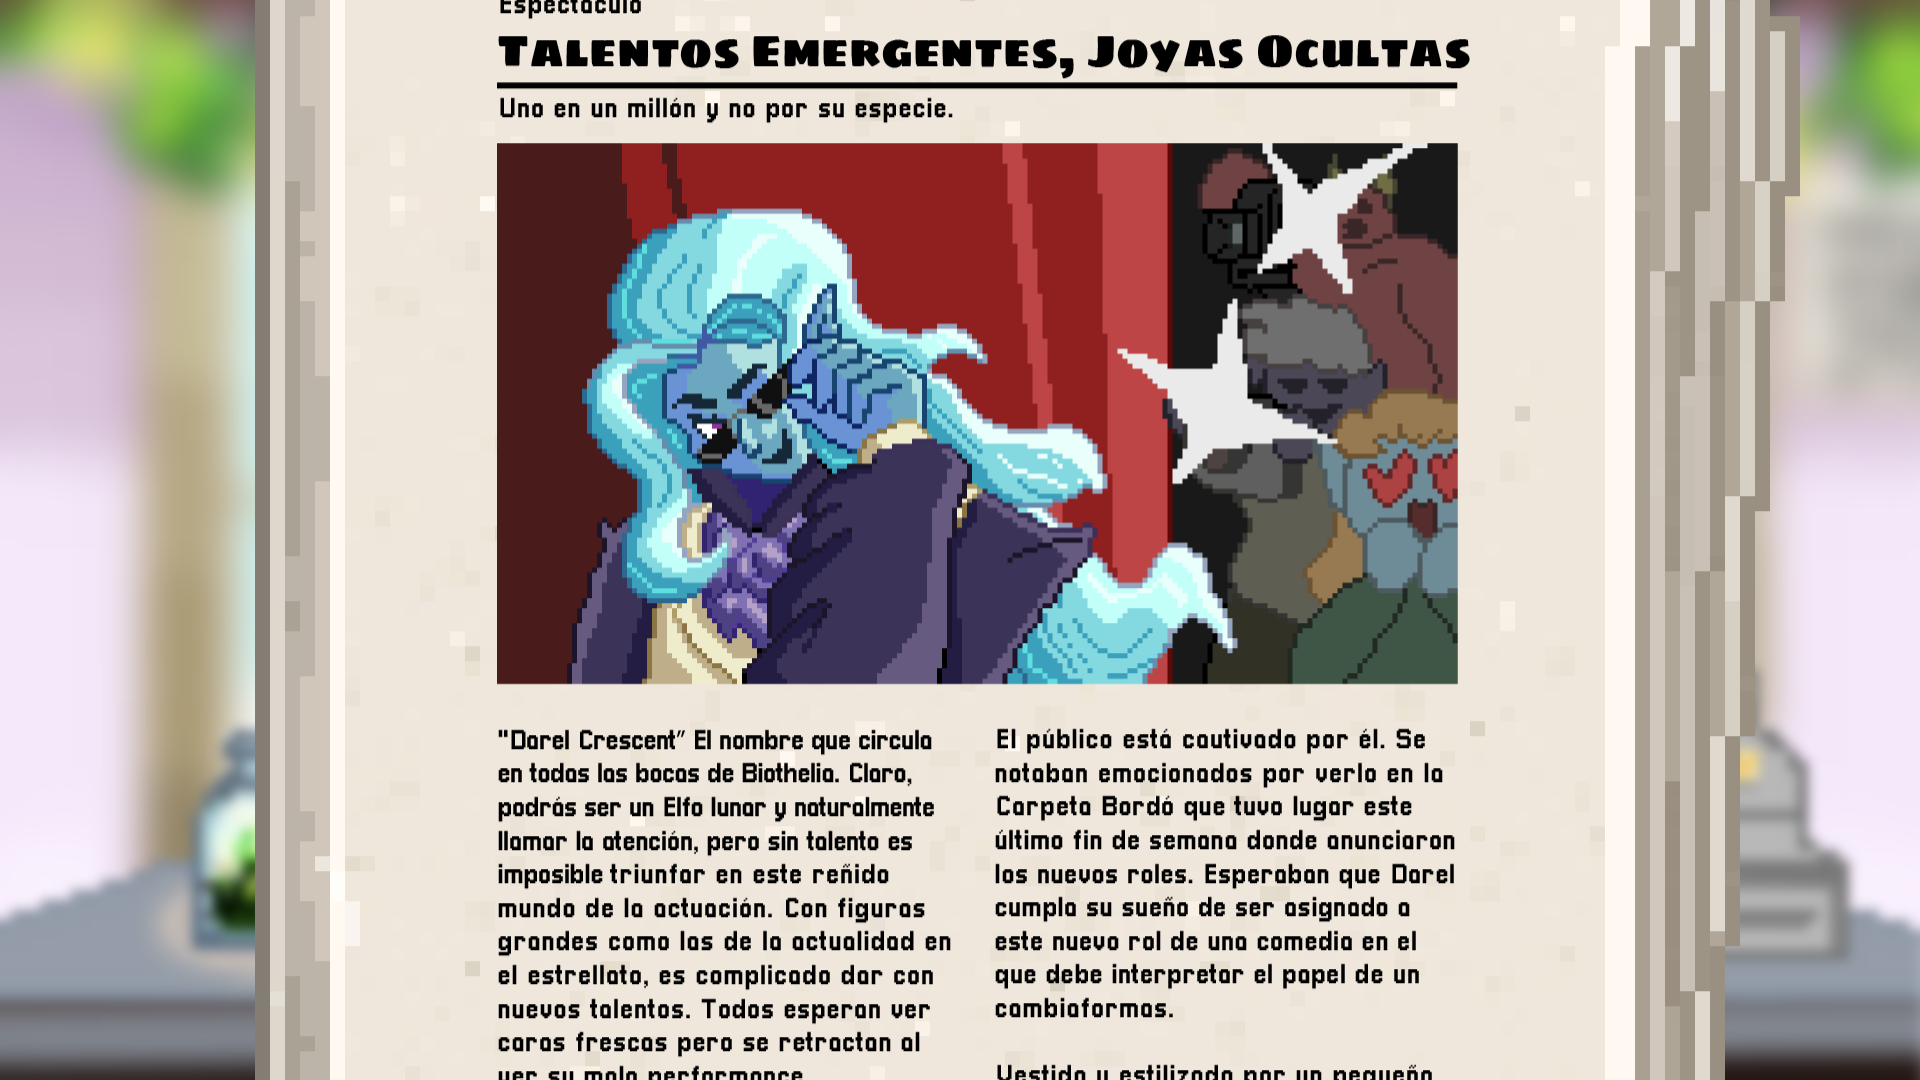 Espectáculo
Talentos Emergentes, Joyas Ocultas
Uno en un millón y no por su especie.
"Darel Crescent" El nombre que circula
en todas las bocas de Biothelia. Claro,
podrás ser un Elfo lunar y naturalmente
llamar la atención, pero sin talento es
imposible triunfar en este reñido
mundo de la actuación. Con figuras
grandes como las de la actualidad en
el estrellato, es complicado dar con
nuevos talentos. Todos esperan ver
caras frescas pero se retractan al
ver su mala performance.
El público está cautivado por él. Se
notaban emocionados por verlo en la
Carpeta Bordó que tuvo lugar este
último fin de semana donde anunciaron
los nuevos roles. Esperaban que Darel
cumpla su sueño de ser asignado a
este nuevo rol de una comedia en el
que debe interpretar el papel de un
cambiaformas.
Vestido y estilizado por un pequeño